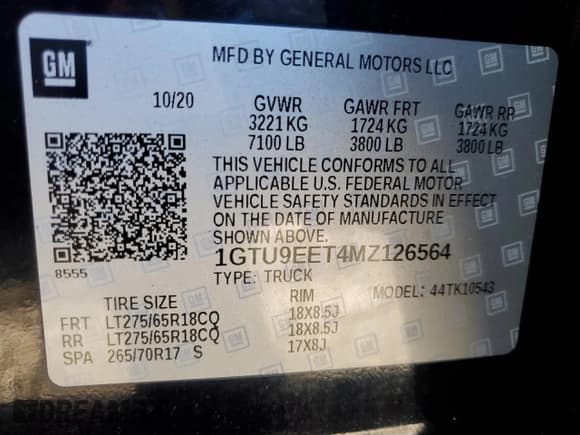 GM
MFD BY GENERAL MOTORS LLC
10/20 GVWR GAWR FRT GAWR RR
3221 KG 1724 KG 1724 KG
7100 LB 3800 LB 3800 LB
THIS VEHICLE CONFORMS TO ALL
APPLICABLE U.S. FEDERAL MOTOR
VEHICLE SAFETY STANDARDS IN EFFECT
ON THE DATE OF MANUFACTURE
SHOWN ABOVE.
8555
1GTU9EET4MZ126564
TYPE: TRUCK MODEL: 44TK10543
TIRE SIZE RIM
FRT LT275/65R18CQ 18X8.5J
RR LT275/65R18CQ 18X8.5J
SPA 265/70R17 S 17X8J